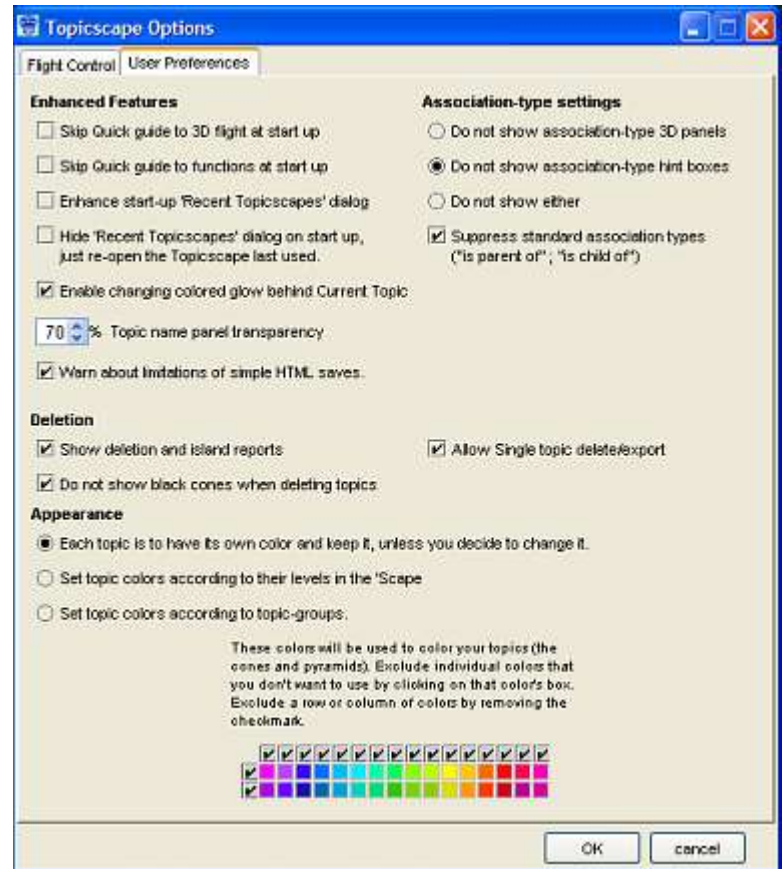 Topicscape Options
Flight Control
User Preferences
Enhanced Features
Skip Quick guide to 3D flight at start up
Skip Quick guide to functions at start up
Enhance start-up 'Recent Topicscapes' dialog
Hide 'Recent Topicscapes' dialog on start up,
just re-open the Topicscape last used.
Enable changing colored glow behind Current Topic
70 % Topic name panel transparency
Warn about limitations of simple HTML saves.
Association-type settings
Do not show association-type 3D panels
Do not show association-type hint boxes
Do not show either
Suppress standard association types
("is parent of" ; "is child of")
Deletion
Show deletion and island reports
Allow Single topic delete/export
Do not show black cones when deleting topics
Appearance
Each topic is to have its own color and keep it, unless you decide to change it.
Set topic colors according to their levels in the 'Scape
Set topic colors according to topic-groups.
These colors will be used to color your topics (the
cones and pyramids). Exclude individual colors that
you don't want to use by clicking on that color's box.
Exclude a row or column of colors by removing the
checkmark.
OK
cancel